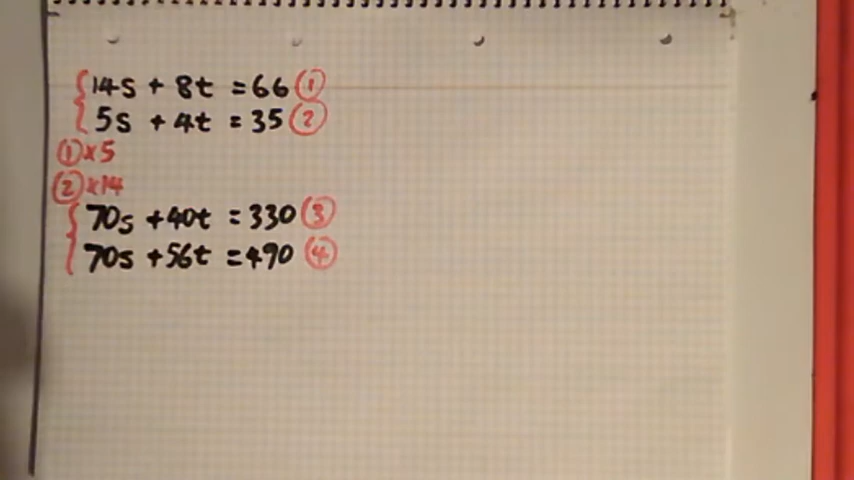 14s + 8t = 66 ①
5s + 4t = 35 ②
① × 5
② × 14
70s + 40t = 330 ③
70s + 56t = 490 ④